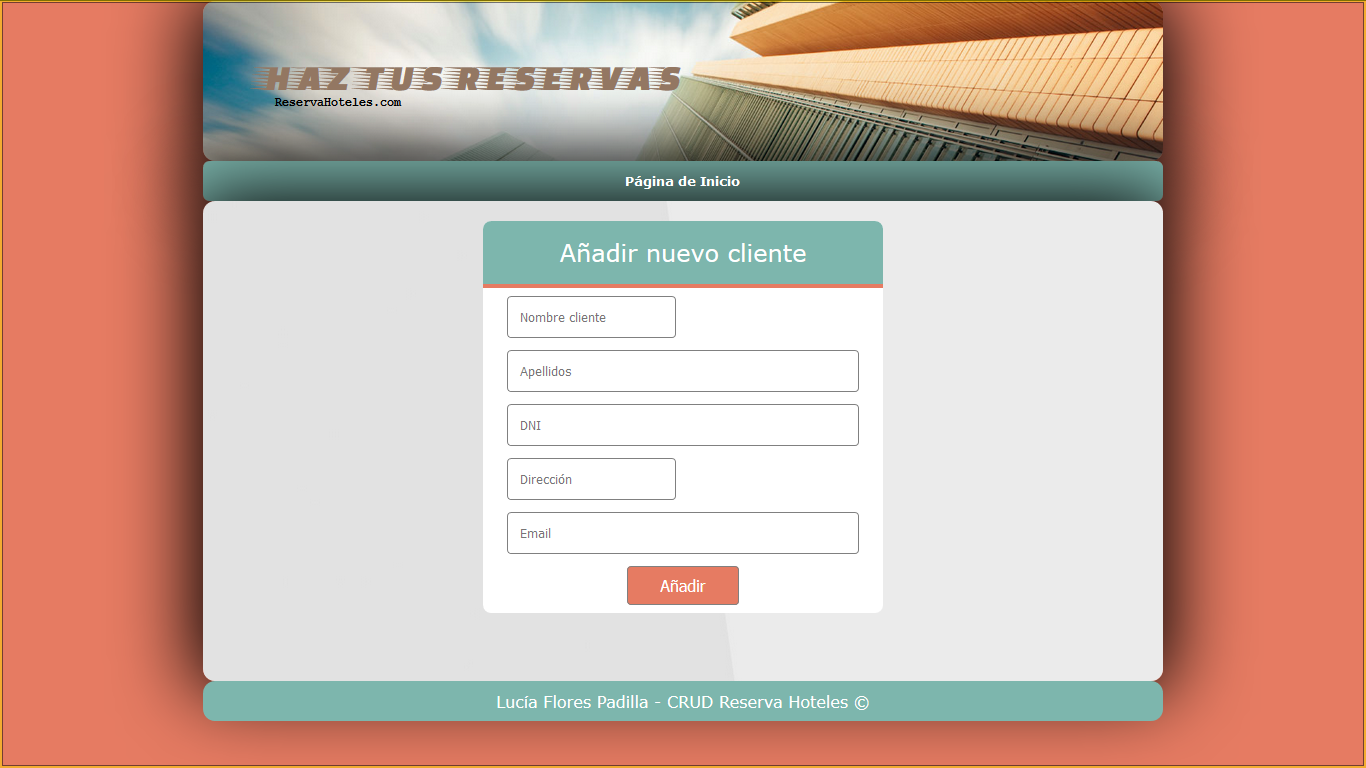 HAZ TUS RESERVAS
ReservaHoteles.com
Página de Inicio
Añadir nuevo cliente
Nombre cliente
Apellidos
DNI
Dirección
Email
Añadir
Lucía Flores Padilla - CRUD Reserva Hoteles ©